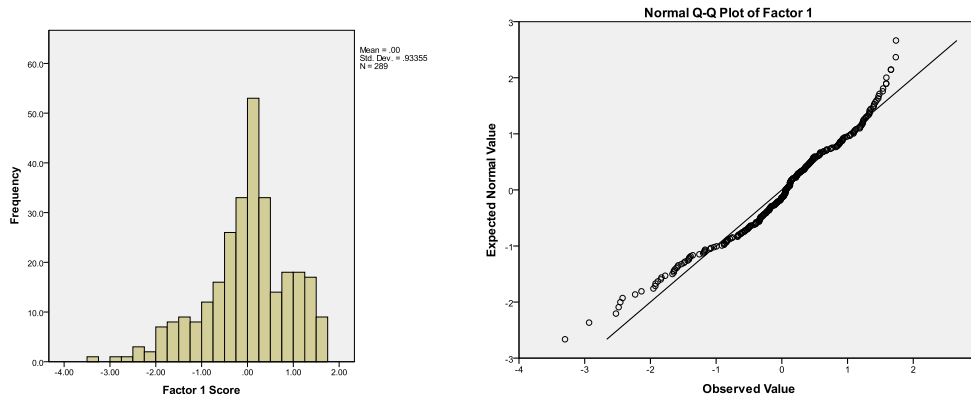 Mean = .00
Std. Dev. = .93355
N = 289
60.0
50.0
40.0
30.0
20.0
10.0
0.0
Frequency
-4.00 -3.00 -2.00 -1.00 .00 1.00 2.00
Factor 1 Score
Normal Q-Q Plot of Factor 1
3
2
1
0
-1
-2
-3
Expected Normal Value
-4 -3 -2 -1 0 1 2
Observed Value